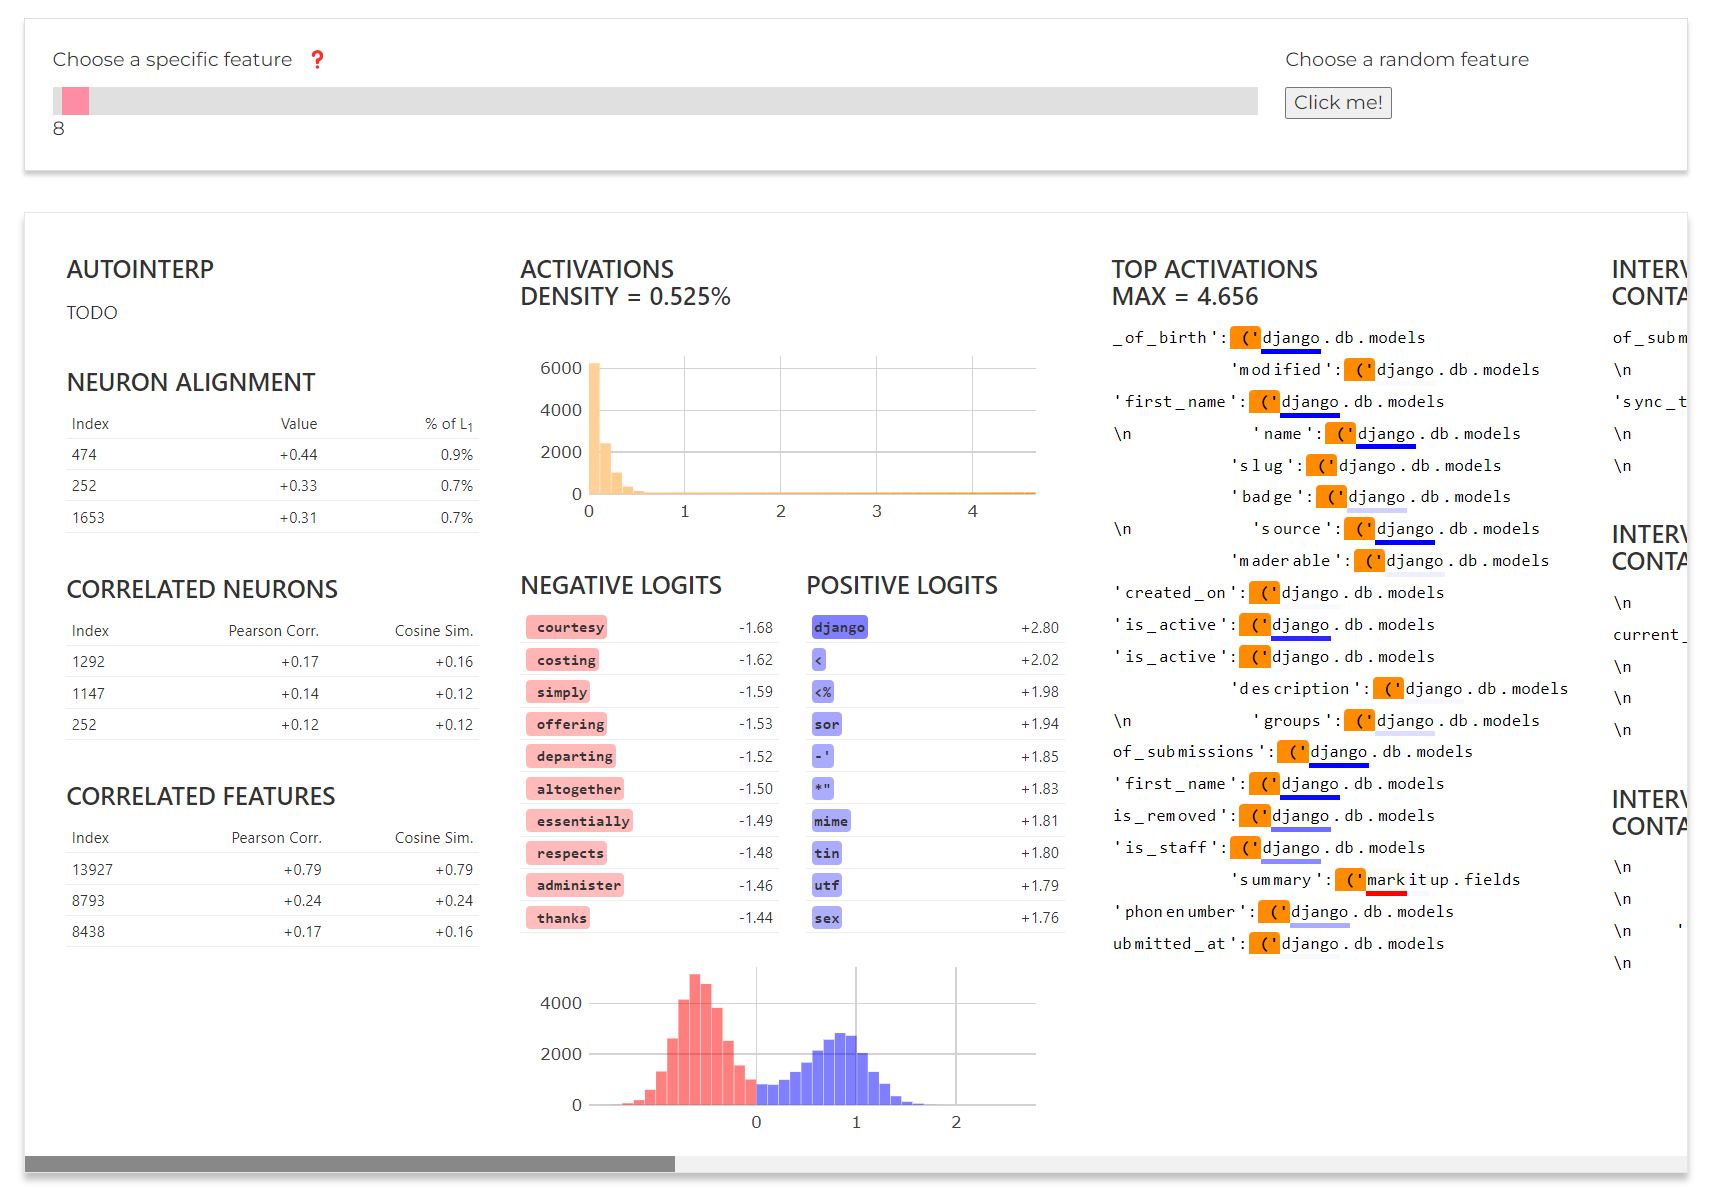 Choose a specific feature ❓
8
Choose a random feature
Click me!
AUTOINTERP
TODO
NEURON ALIGNMENT
Index Value % of L1
474 +0.44 0.9%
252 +0.33 0.7%
1653 +0.31 0.7%
CORRELATED NEURONS
Index Pearson Corr. Cosine Sim.
1292 +0.17 +0.16
1147 +0.14 +0.12
252 +0.12 +0.12
CORRELATED FEATURES
Index Pearson Corr. Cosine Sim.
13927 +0.79 +0.79
8793 +0.24 +0.24
8438 +0.17 +0.16
ACTIVATIONS
DENSITY = 0.525%
6000
4000
2000
0
0 1 2 3 4
NEGATIVE LOGITS
courtesy -1.68
costing -1.62
simply -1.59
offering -1.53
departing -1.52
altogether -1.50
essentially -1.49
respects -1.48
administer -1.46
thanks -1.44
POSITIVE LOGITS
django +2.80
< +2.02
<% +1.98
sor +1.94
-' +1.85
*" +1.83
mime +1.81
tin +1.80
utf +1.79
sex +1.76
4000
2000
0
0 1 2
TOP ACTIVATIONS
MAX = 4.656
_of_birth': ('django.db.models
'modified': ('django.db.models
'first_name': ('django.db.models
\n 'name': ('django.db.models
'slug': ('django.db.models
'badge': ('django.db.models
\n 'source': ('django.db.models
'maderable': ('django.db.models
'created_on': ('django.db.models
'is_active': ('django.db.models
'is_active': ('django.db.models
'description': ('django.db.models
\n 'groups': ('django.db.models
of_submissions': ('django.db.models
'first_name': ('django.db.models
is_removed': ('django.db.models
'is_staff': ('django.db.models
'summary': ('markitup.fields
'phonenumber': ('django.db.models
ubmitted_at': ('django.db.models
INTERV
CONTA
of_subm
\n
'sync_t
\n
\n
INTERV
CONTA
\n
current_
\n
\n
\n
INTERV
CONTA
\n
\n
\n '
\n